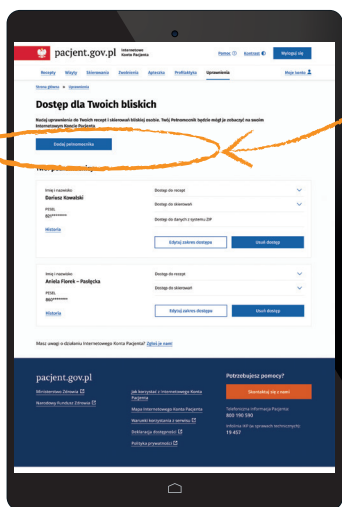 pacjent.gov.pl
Internetowe
Konto Pacjenta
Pomoc
Kontrast
Wyloguj się
Recepty Wizyty Skierowania Zwolnienia Apteczka Profilaktyka Uprawnienia Moje konto
Strona główna Uprawnienia
Dostęp dla Twoich
bliskich
Nadaj uprawnienia do Twoich recept i skierowań bliskiej osobie. Twój Pełnomocnik będzie mógł je zobaczyć na swoim
Internetowym Koncie Pacjenta
Dodaj pełnomocnika
Imię i nazwisko
Dariusz Kowalski
PESEL
801********
Historia
Dostęp do recept
Dostęp do skierowań
Dostęp do danych z systemu ZIP
Edytuj zakres dostępu
Usuń dostęp
Imię i nazwisko
Aniela Fiorek – Pasłęcka
PESEL
860********
Historia
Dostęp do recept
Dostęp do skierowań
Edytuj zakres dostępu
Usuń dostęp
Masz uwagi o działaniu Internetowego Konta Pacjenta? Zgłoś je nam!
pacjent.gov.pl
Ministerstwo Zdrowia
Narodowy Fundusz Zdrowia
Jak korzystać z Internetowego Konta
Pacjenta
Mapa Internetowego Konta Pacjenta
Warunki korzystania z serwisu
Deklaracja dostępności
Polityka prywatności
Potrzebujesz pomocy?
Skontaktuj się z nami
Telefoniczna Informacja Pacjenta
800 190 590
Infolinia IKP (w sprawach technicznych)
19 457